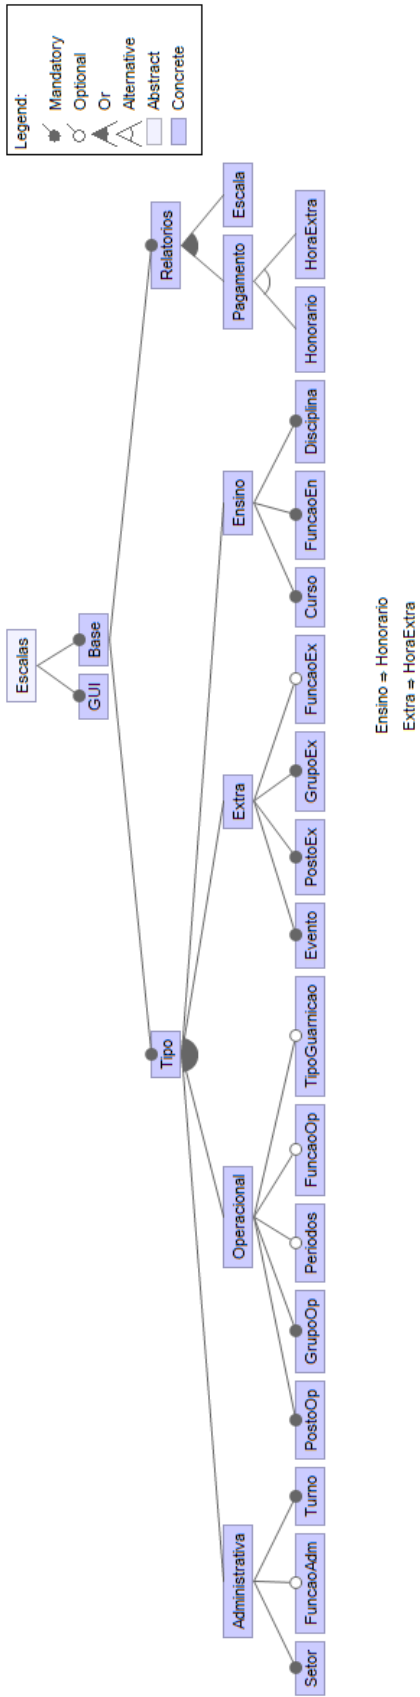 Legend:
Mandatory
Optional
Or
Alternative
Abstract
Concrete
Escalas
GUI
Base
Tipo
Relatorios
Administrativa
Operacional
Extra
Ensino
Pagamento
Escala
Setor
FuncaoAdm
Turno
PostoOp
GrupoOp
Periodos
FuncaoOp
TipoGuarnicao
Evento
PostoEx
GrupoEx
FuncaoEx
Curso
FuncaoEn
Disciplina
Honorario
HoraExtra
Ensino ⇒ Honorario
Extra ⇒ HoraExtra